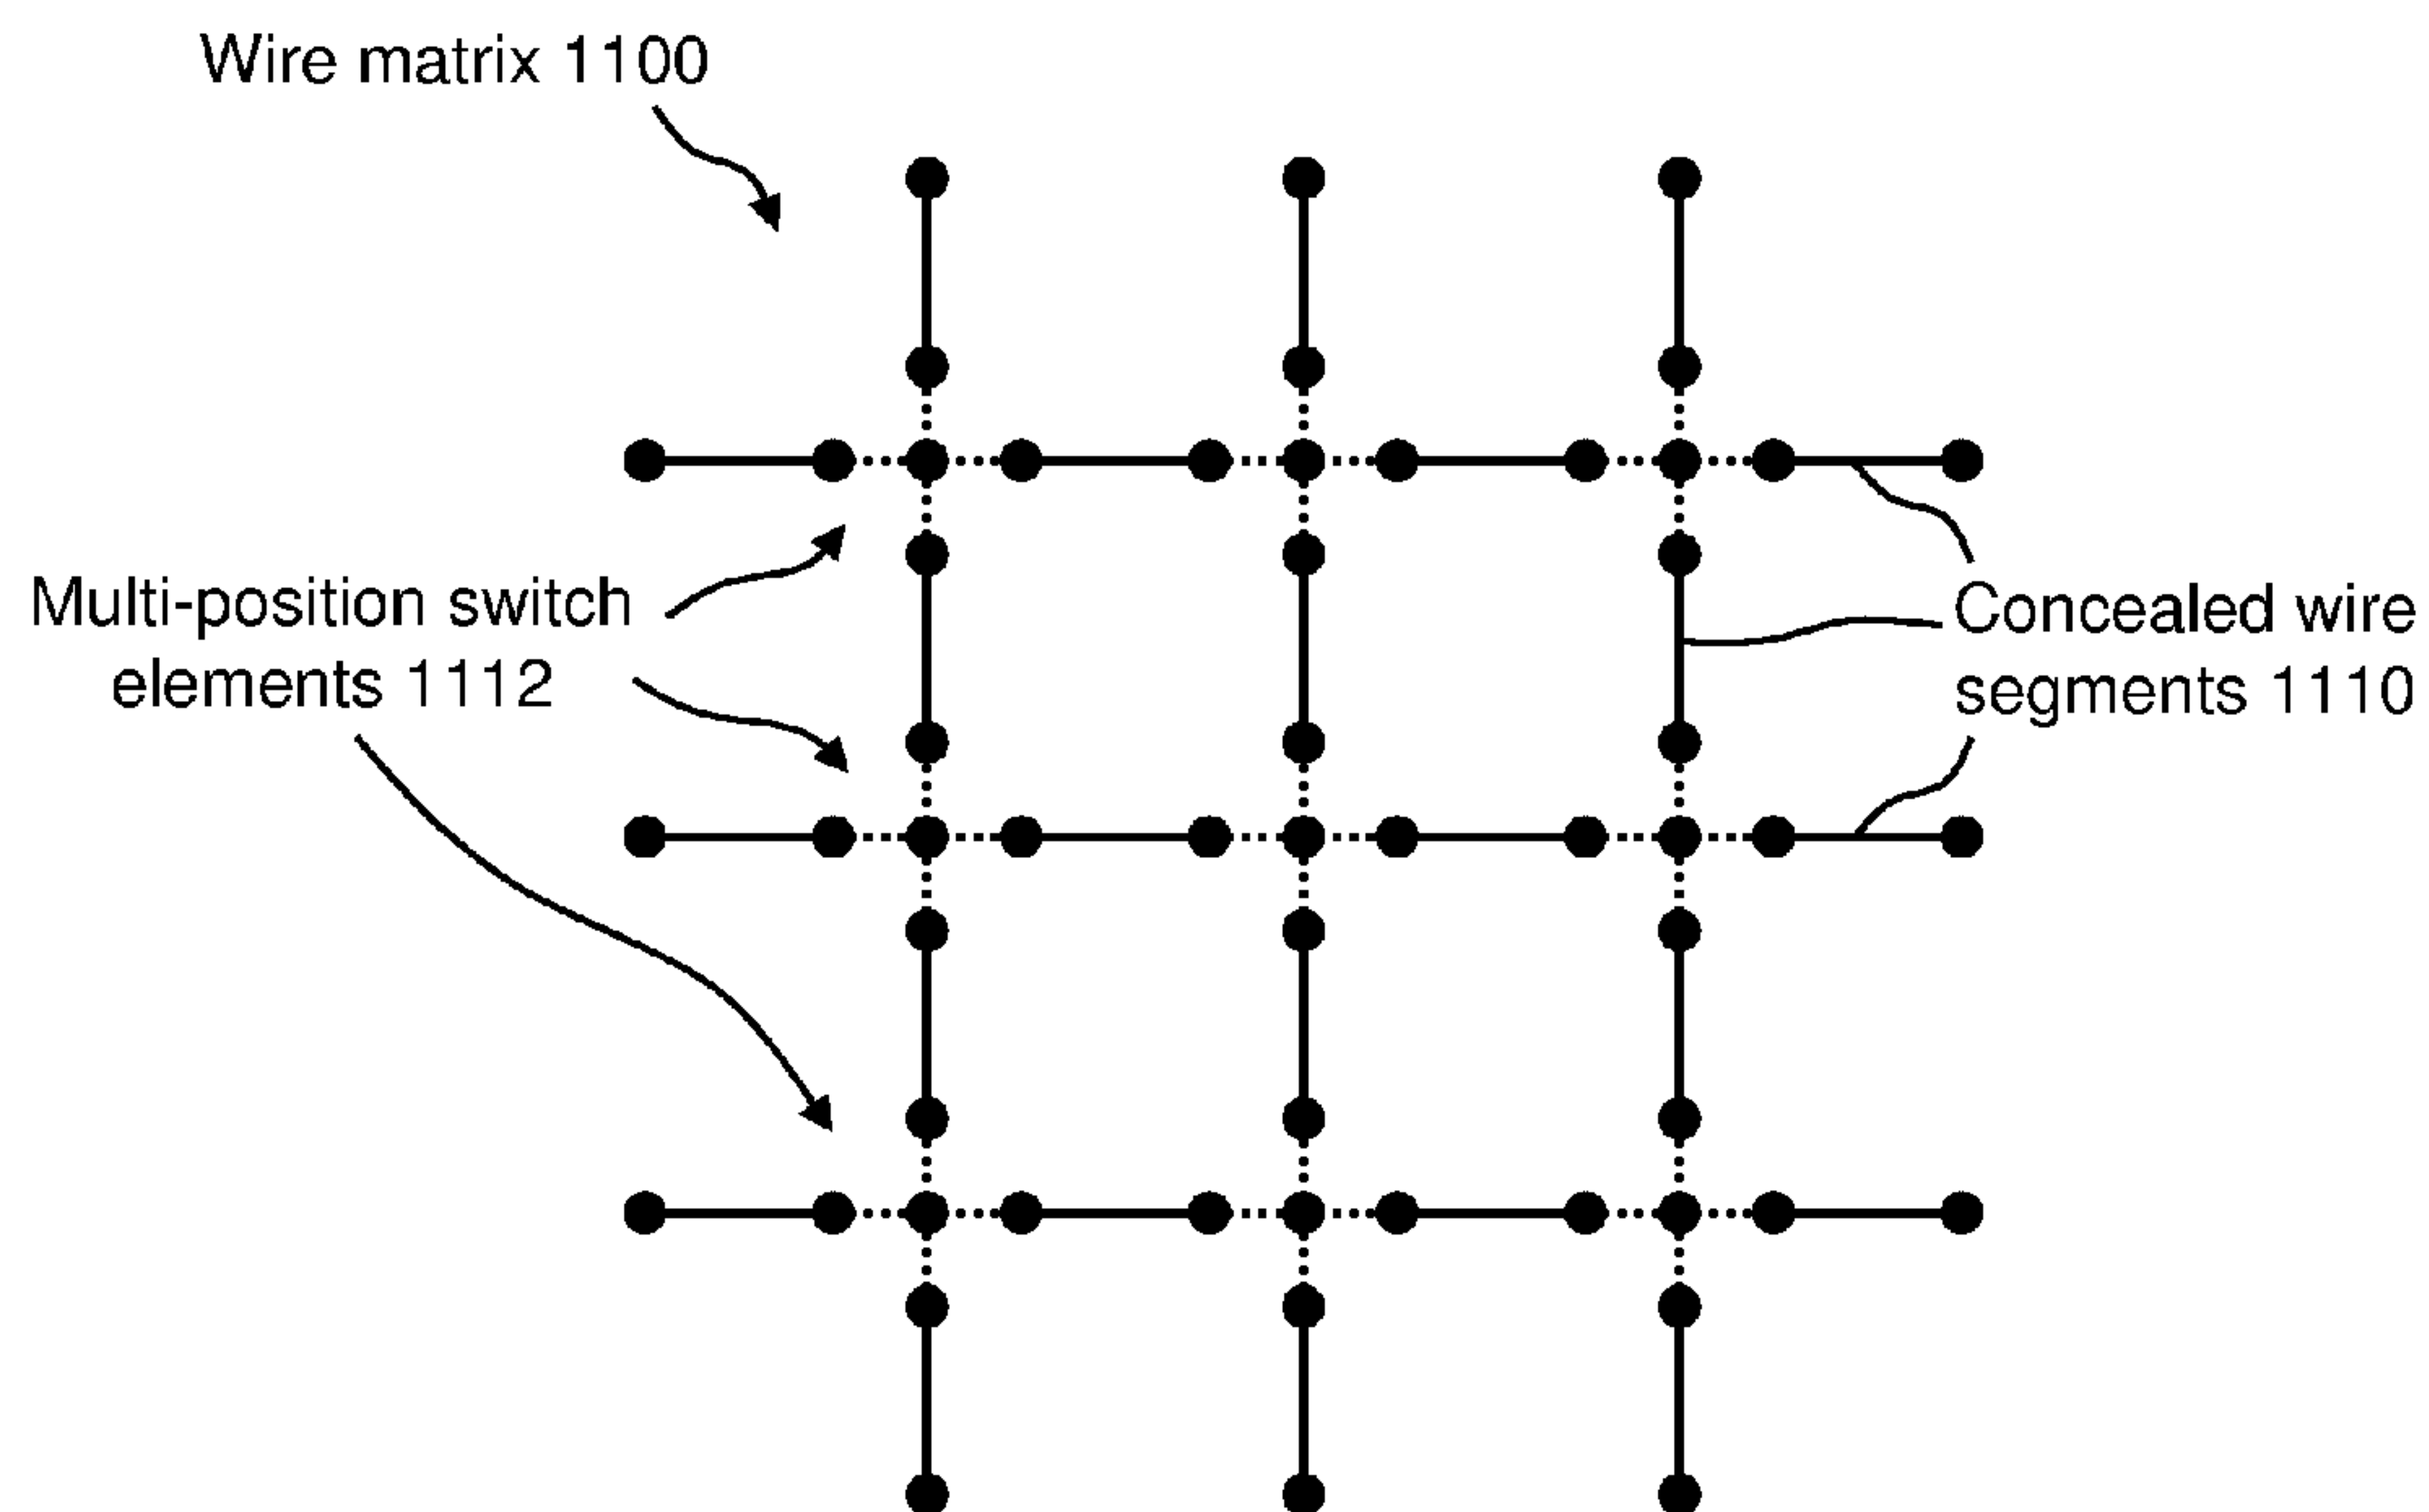 Wire matrix 1100
Multi-position switch
elements 1112
Concealed wire
segments 1110